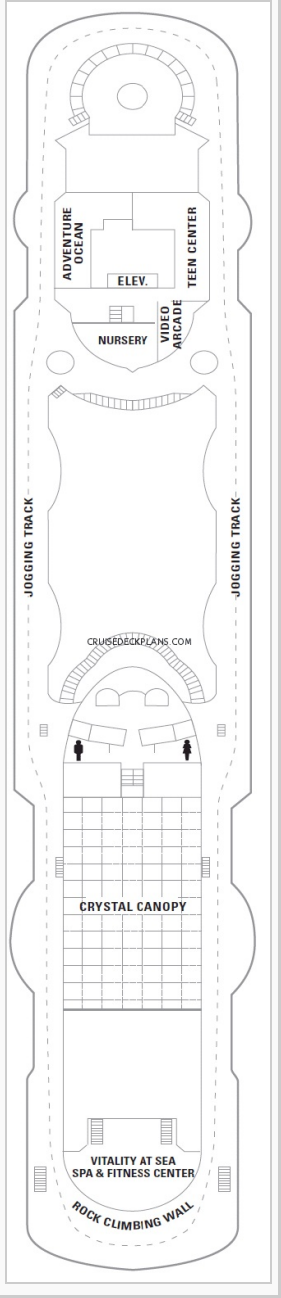 ADVENTURE
OCEAN
TEEN CENTER
ELEV.
NURSERY
VIDEO
ARCADE
JOGGING TRACK
JOGGING TRACK
CRUISEDECKPLANS.COM
CRYSTAL CANOPY
VITALITY AT SEA
SPA & FITNESS CENTER
ROCK CLIMBING WALL